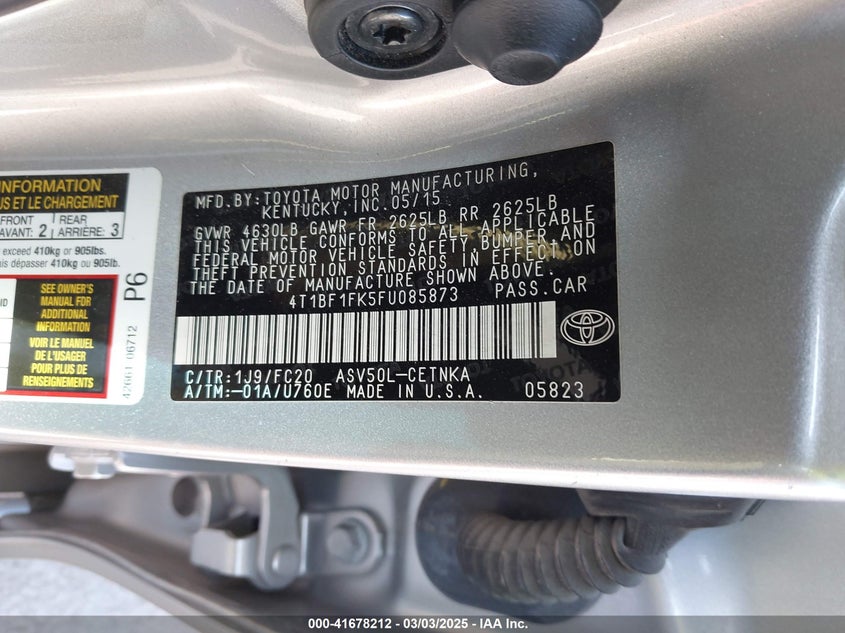 INFORMATION
US ET LE CHARGEMENT
FRONT
AVANT: 2
REAR
ARRIÈRE: 3
exceed 410kg or 905lbs.
dépasser 410kg ou 905lb.
SEE OWNER'S
MANUAL FOR
ADDITIONAL
INFORMATION
VOIR LE MANUEL
DE L'USAGER
POUR PLUS DE
RENSEIGNEMENTS
P6
42661 06712
MFD.BY:TOYOTA MOTOR MANUFACTURING,
KENTUCKY, INC.05/15
GVWR 4630LB GAWR FR 2625LB RR 2625LB
THIS VEHICLE CONFORMS TO ALL APPLICABLE
FEDERAL MOTOR VEHICLE SAFETY, BUMPER AND
THEFT PREVENTION STANDARDS IN EFFECT ON
THE DATE OF MANUFACTURE SHOWN ABOVE.
4T1BF1FK5FU085873 PASS.CAR
C/TR:1J9/FC20 ASV50L-CETNKA
A/TM:-01A/U760E MADE IN U.S.A. 05823
000-41678212 - 03/03/2025 - IAA Inc.